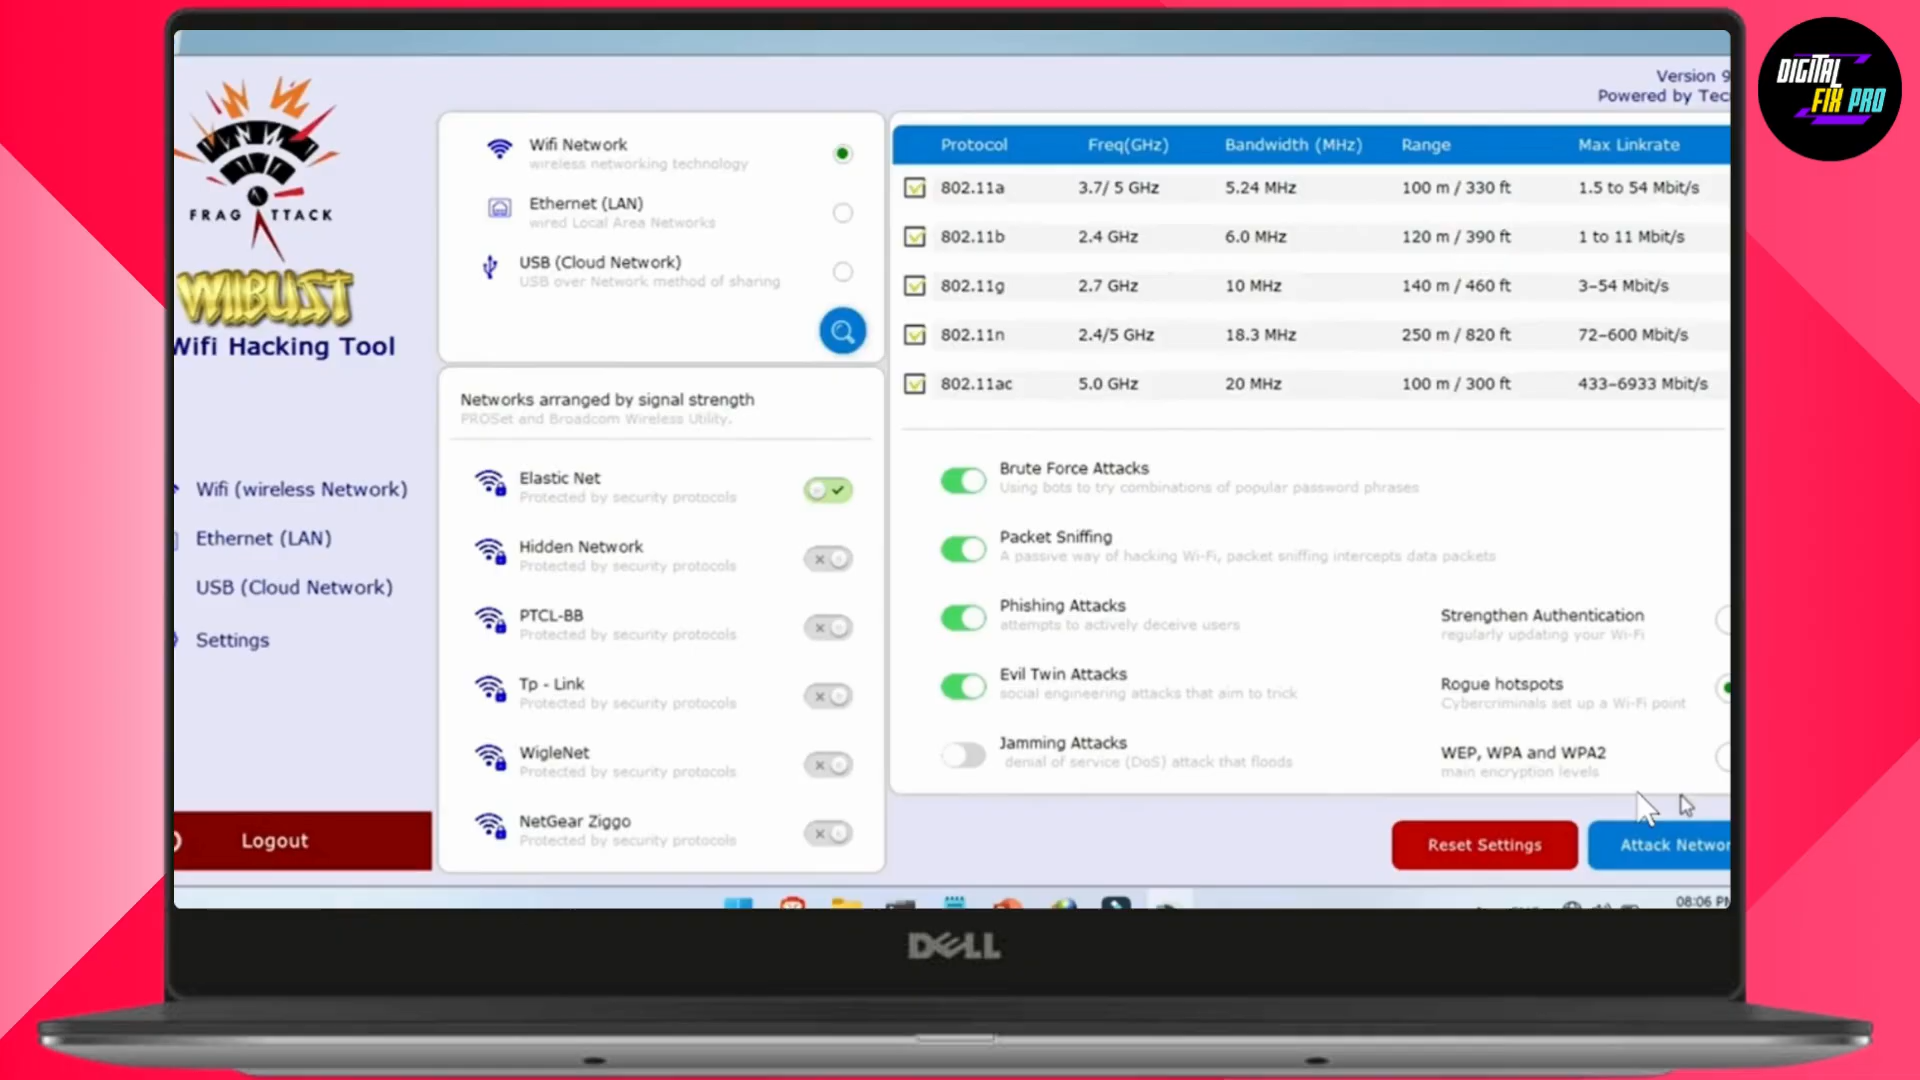 DIGITAL
FIX PRO
Version 9
Powered by Tec
FRAG ATTACK
WIBUST
Wifi Hacking Tool
Wifi (wireless Network)
Ethernet (LAN)
USB (Cloud Network)
Settings
Logout
Wifi Network
wireless networking technology
Ethernet (LAN)
wired Local Area Networks
USB (Cloud Network)
USB over Network method of sharing
Networks arranged by signal strength
PROSet and Broadcom Wireless Utility.
Elastic Net
Protected by security protocols
Hidden Network
Protected by security protocols
PTCL-BB
Protected by security protocols
Tp - Link
Protected by security protocols
WigleNet
Protected by security protocols
NetGear Ziggo
Protected by security protocols
Protocol Freq(GHz) Bandwidth (MHz) Range Max Linkrate
802.11a 3.7/ 5 GHz 5.24 MHz 100 m / 330 ft 1.5 to 54 Mbit/s
802.11b 2.4 GHz 6.0 MHz 120 m / 390 ft 1 to 11 Mbit/s
802.11g 2.7 GHz 10 MHz 140 m / 460 ft 3–54 Mbit/s
802.11n 2.4/5 GHz 18.3 MHz 250 m / 820 ft 72–600 Mbit/s
802.11ac 5.0 GHz 20 MHz 100 m / 300 ft 433–6933 Mbit/s
Brute Force Attacks
Using bots to try combinations of popular password phrases
Packet Sniffing
A passive way of hacking Wi-Fi, packet sniffing intercepts data packets
Phishing Attacks
attempts to actively deceive users
Evil Twin Attacks
social engineering attacks that aim to trick
Jamming Attacks
denial of service (DoS) attack that floods
Strengthen Authentication
regularly updating your Wi-Fi
Rogue hotspots
Cybercriminals set up a Wi-Fi point
WEP, WPA and WPA2
main encryption levels
Reset Settings
Attack Networ
08:06 PM
DELL